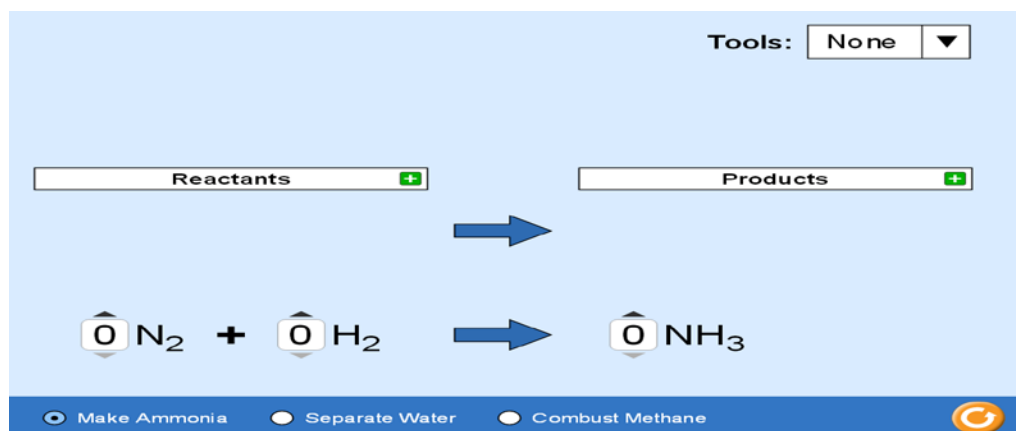 Tools: None
Reactants Products
0 N2 + 0 H2 0 NH3
Make Ammonia Separate Water Combust Methane